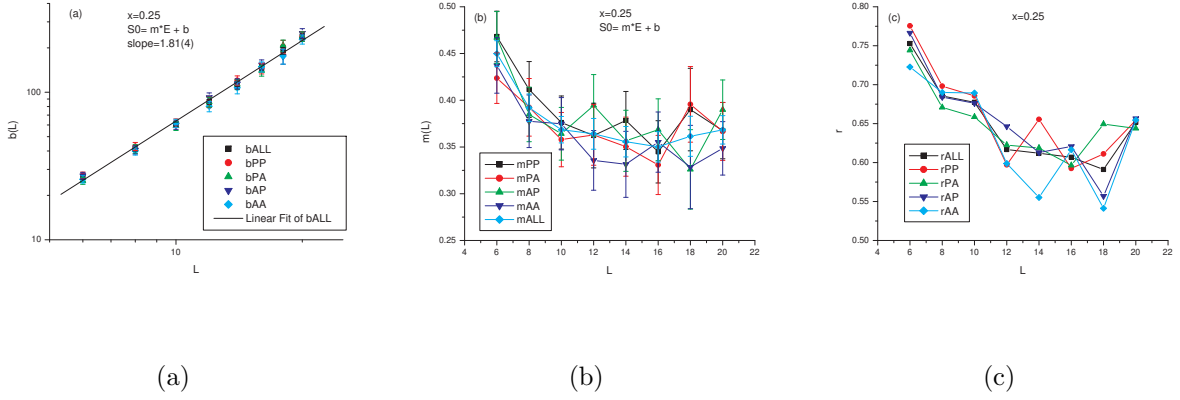 (a)
x=0.25
S0= m*E + b
slope=1.81(4)
100
10
b(L)
10
L
bALL
bPP
bPA
bAP
bAA
Linear Fit of bALL
(b)
x=0.25
S0= m*E + b
0.50
0.45
0.40
0.35
0.30
0.25
m(L)
mPP
mPA
mAP
mAA
mALL
4 6 8 10 12 14 16 18 20 22
L
(c)
x=0.25
0.80
0.75
0.70
0.65
0.60
0.55
0.50
r
rALL
rPP
rPA
rAP
rAA
4 6 8 10 12 14 16 18 20 22
L
(a)
(b)
(c)